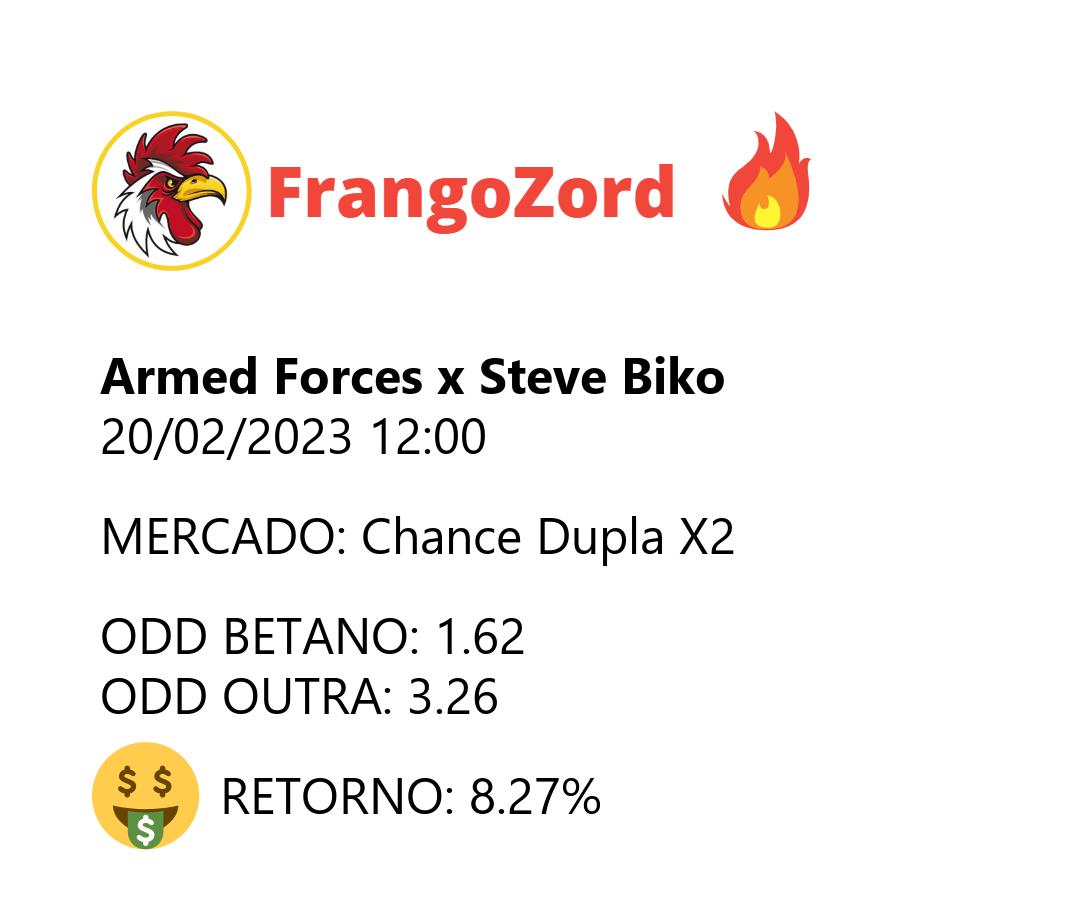 FrangoZord
Armed Forces x Steve Biko
20/02/2023 12:00
MERCADO: Chance Dupla X2
ODD BETANO: 1.62
ODD OUTRA: 3.26
RETORNO: 8.27%